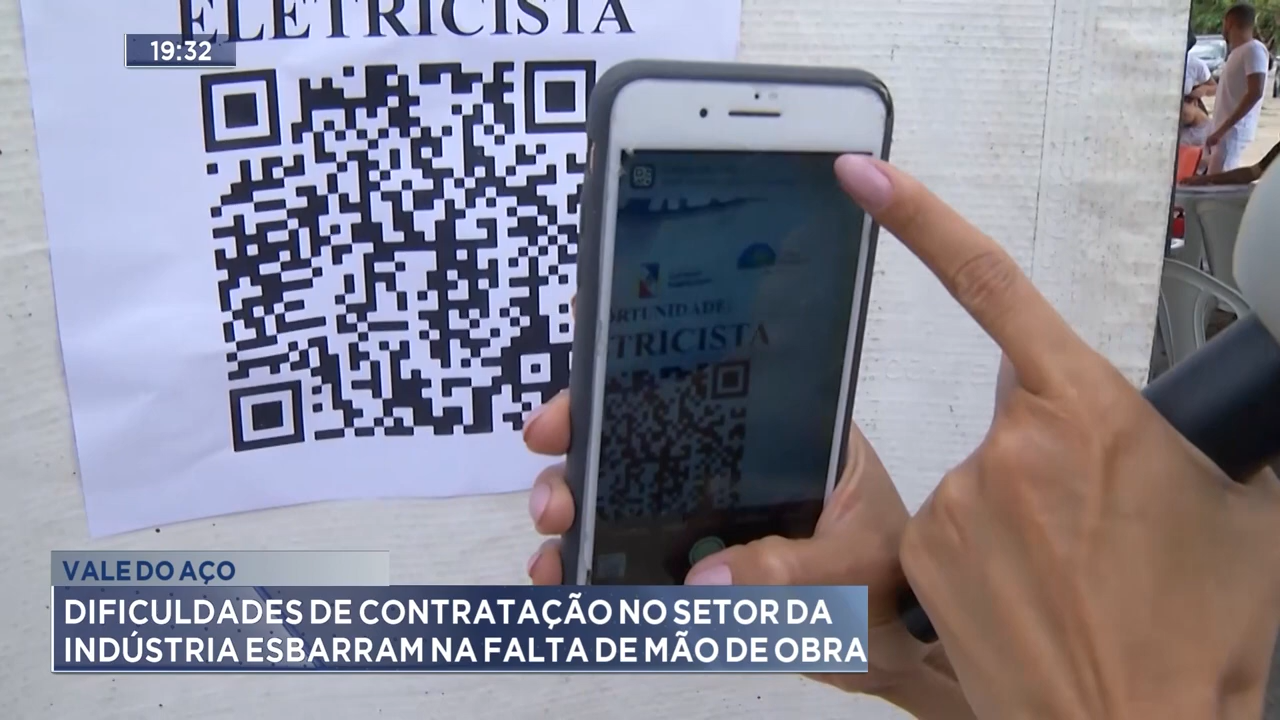 ELETRICISTA
19:32
ORTUNIDADE
TRICISTA
VALE DO AÇO
DIFICULDADES DE CONTRATAÇÃO NO SETOR DA
INDÚSTRIA ESBARRAM NA FALTA DE MÃO DE OBRA